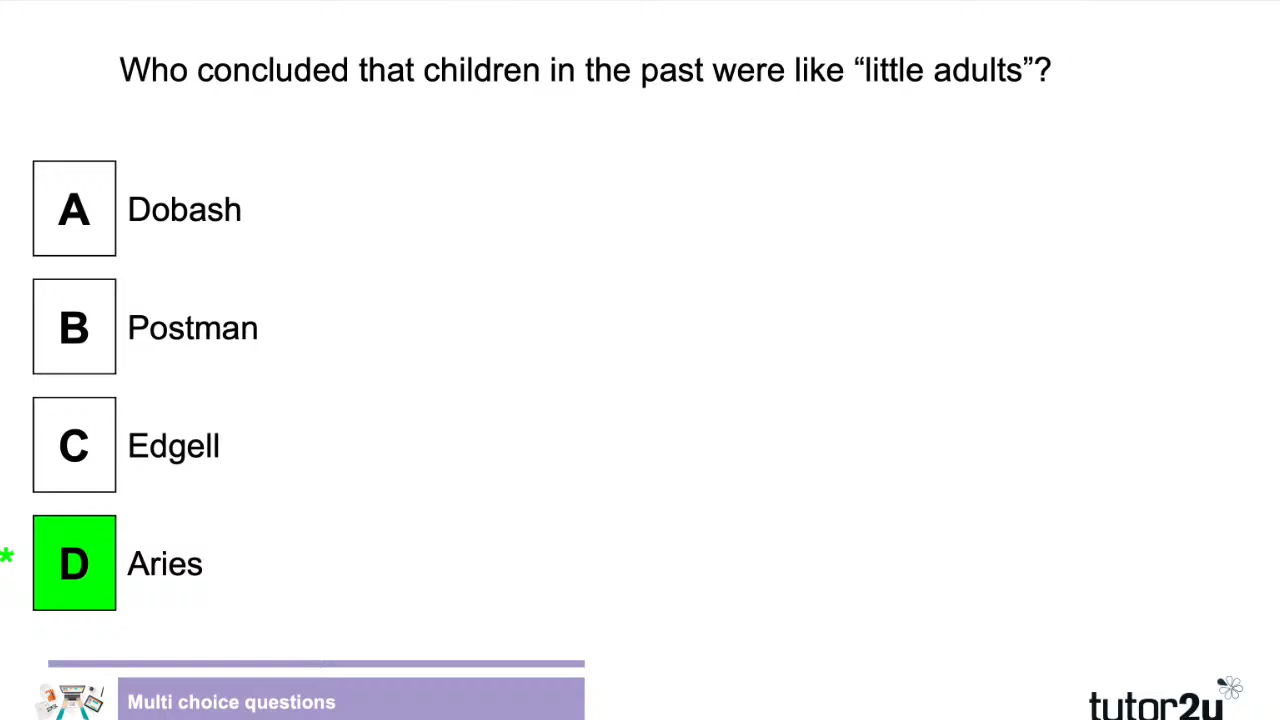 Who concluded that children in the past were like “little adults”?
A Dobash
B Postman
C Edgell
* D Aries
Multi choice questions
tutor2u